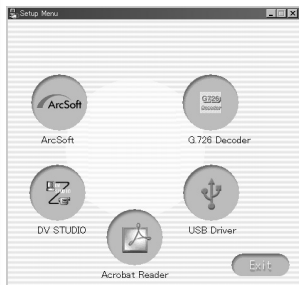 Setup Menu
ArcSoft
ArcSoft
G.726
Decoder
G.726 Decoder
DV STUDIO
USB Driver
Acrobat Reader
Exit